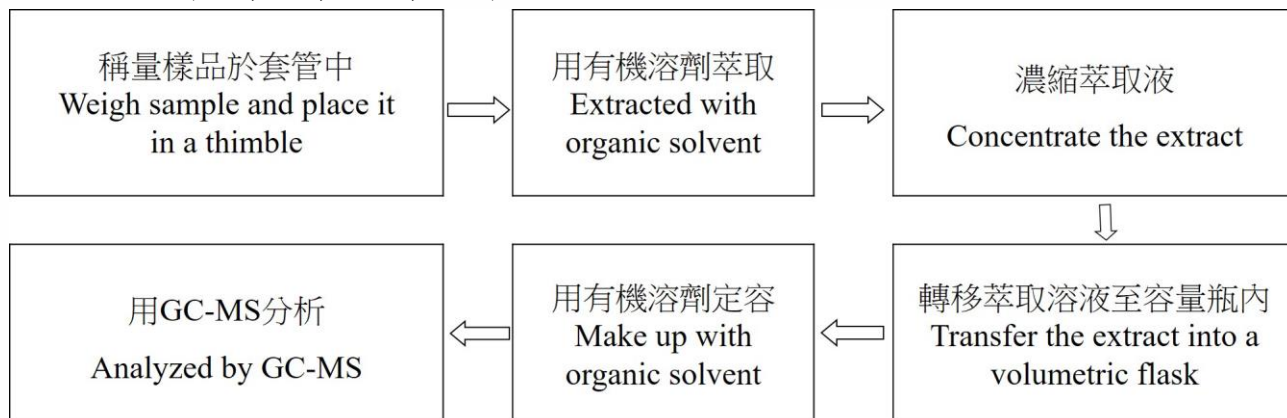 稱量樣品於套管中
Weigh sample and place it
in a thimble
用有機溶劑萃取
Extracted with
organic solvent
濃縮萃取液
Concentrate the extract
轉移萃取溶液至容量瓶內
Transfer the extract into a
volumetric flask
用有機溶劑定容
Make up with
organic solvent
用GC-MS分析
Analyzed by GC-MS